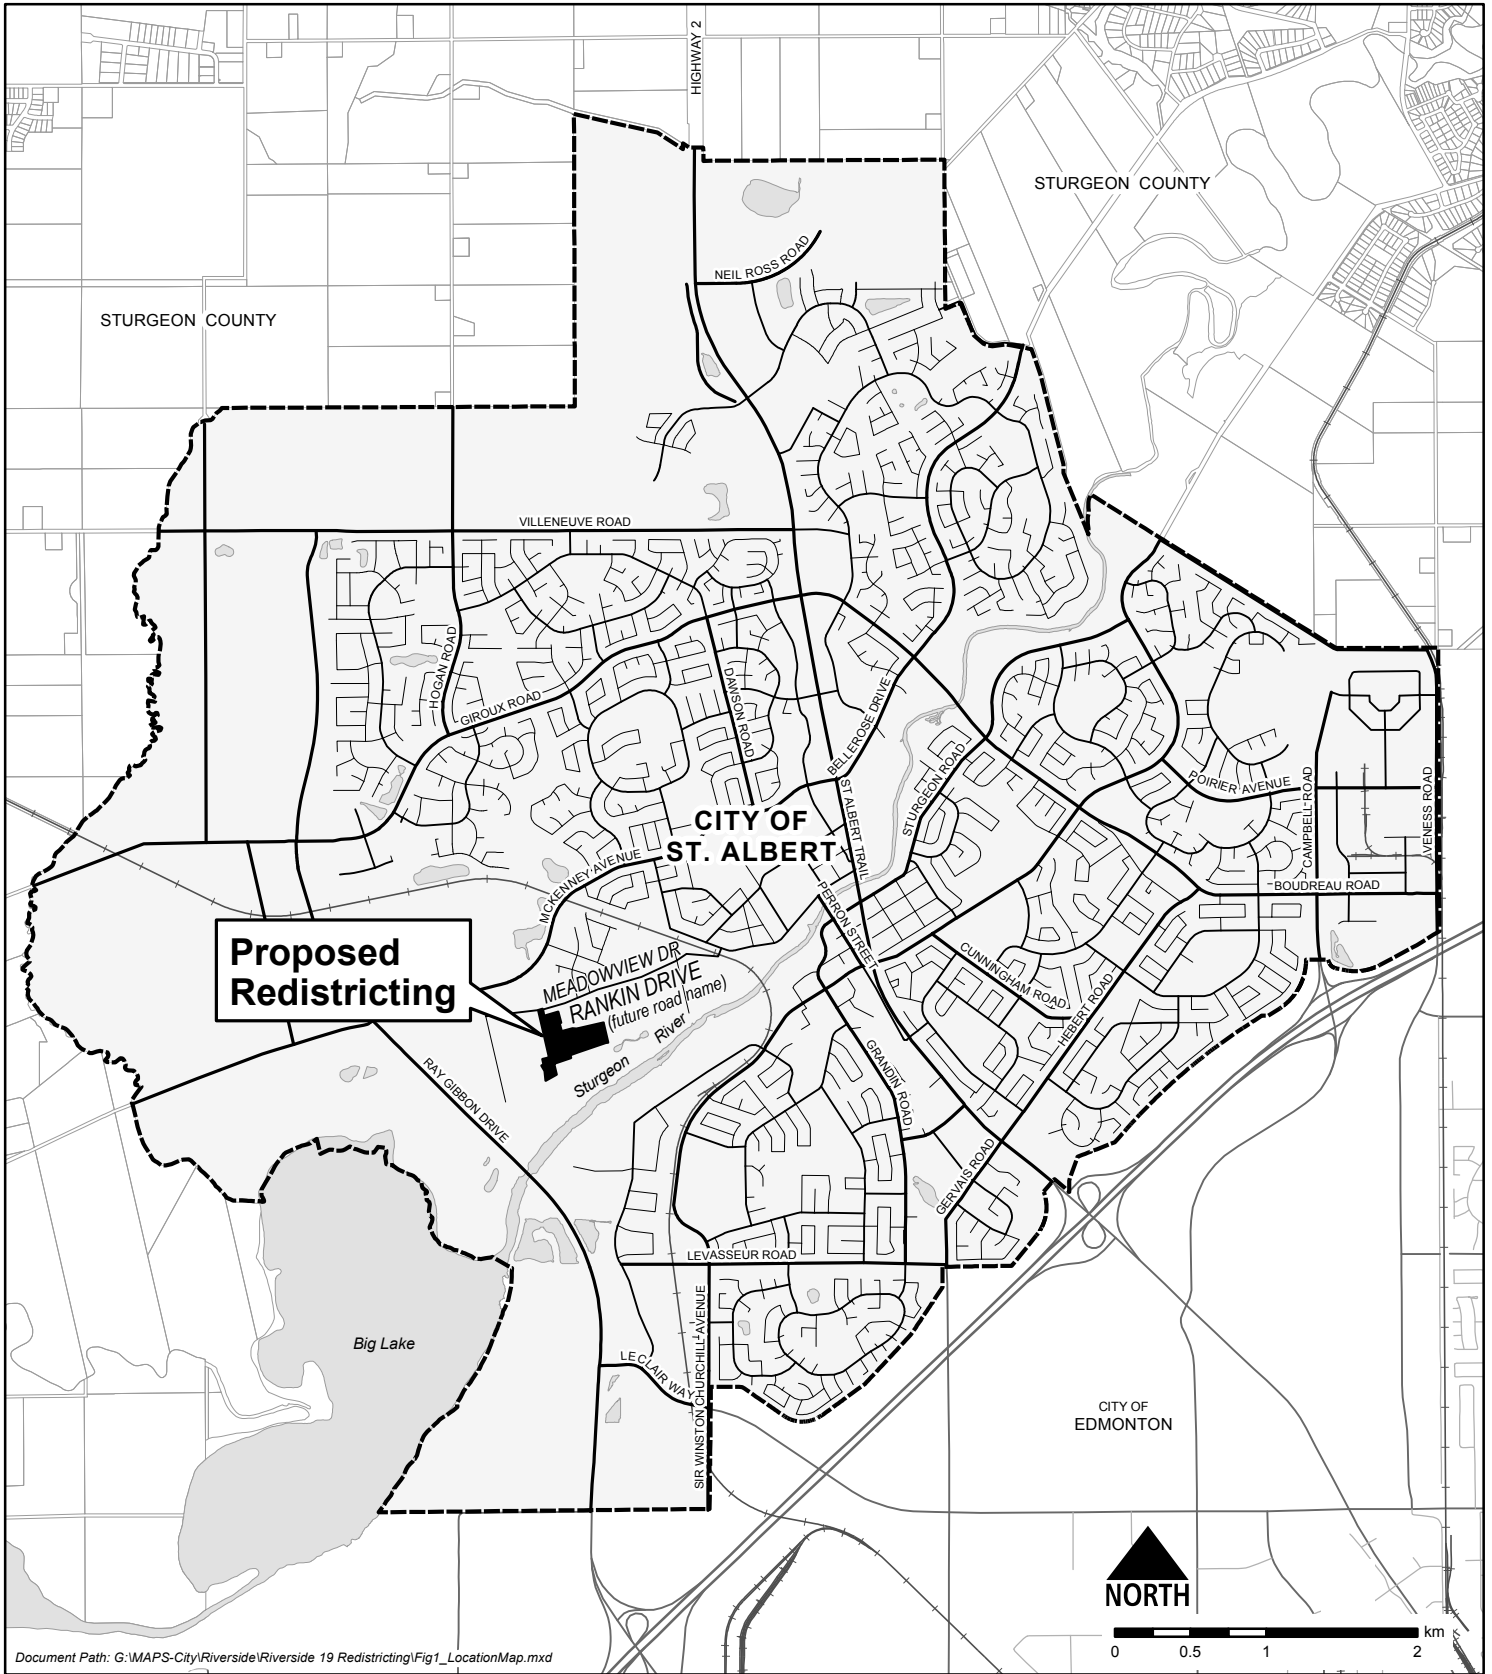 HIGHWAY 2
STURGEON COUNTY
NEIL ROSS ROAD
STURGEON COUNTY
VILLENEUVE ROAD
HOGAN ROAD
GIROUX ROAD
DAWSON ROAD
BELLEROSE DRIVE
ST ALBERT TRAIL
STURGEON ROAD
POIRIER AVENUE
CAMPBELL ROAD
AVENESS ROAD
CITY OF
ST. ALBERT
MCKENNEY AVENUE
PERRON STREET
BOUDREAU ROAD
Proposed
Redistricting
MEADOWVIEW DR
RANKIN DRIVE
(future road name)
CUNNINGHAM ROAD
HEBERT ROAD
Sturgeon River
RAY GIBBON DRIVE
GRANDIN ROAD
GERVAIS ROAD
LEVASSEUR ROAD
Big Lake
LECLAIR WAY
SIR WINSTON CHURCHILL AVENUE
CITY OF
EDMONTON
NORTH
km
0 0.5 1 2
Document Path: G:\MAPS-City\Riverside\Riverside 19 Redistricting\Fig1_LocationMap.mxd